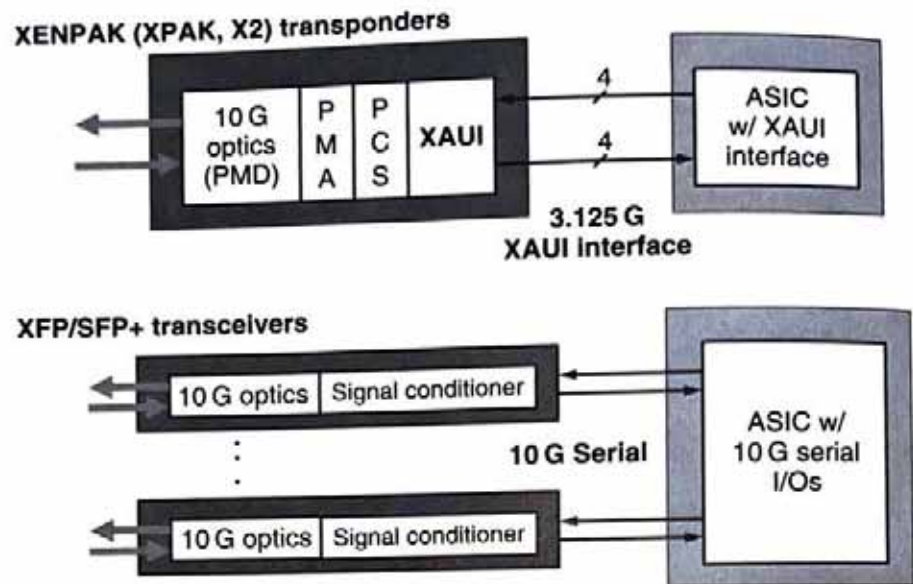 XENPAK (XPAK, X2) transponders
10 G
optics
(PMD)
P
M
A
P
C
S
XAUI
4
4
ASIC
w/ XAUI
interface
3.125 G
XAUI interface
XFP/SFP+ transceivers
10 G optics
Signal conditioner
10 G Serial
ASIC w/
10 G serial
I/Os
10 G optics
Signal conditioner